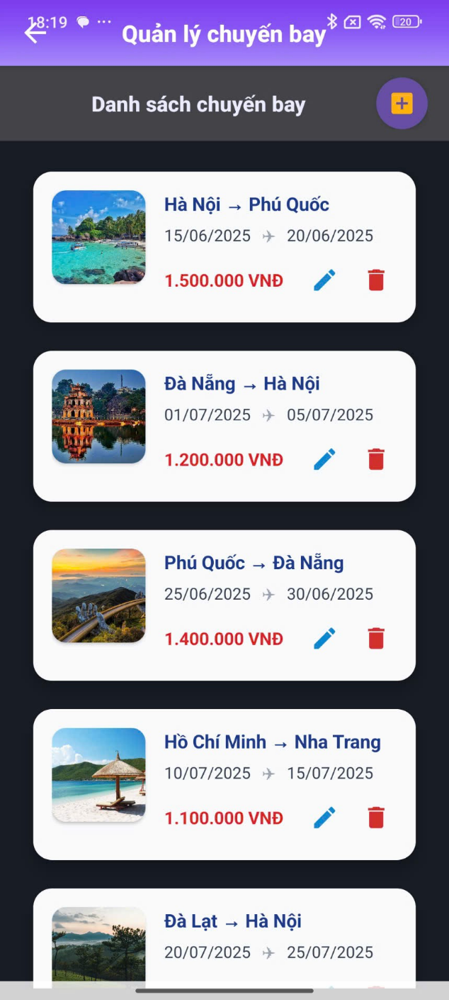 18:19
20
Quản lý chuyến bay
Danh sách chuyến bay
Hà Nội → Phú Quốc
15/06/2025 ✈ 20/06/2025
1.500.000 VNĐ
Đà Nẵng → Hà Nội
01/07/2025 ✈ 05/07/2025
1.200.000 VNĐ
Phú Quốc → Đà Nẵng
25/06/2025 ✈ 30/06/2025
1.400.000 VNĐ
Hồ Chí Minh → Nha Trang
10/07/2025 ✈ 15/07/2025
1.100.000 VNĐ
Đà Lạt → Hà Nội
20/07/2025 ✈ 25/07/2025